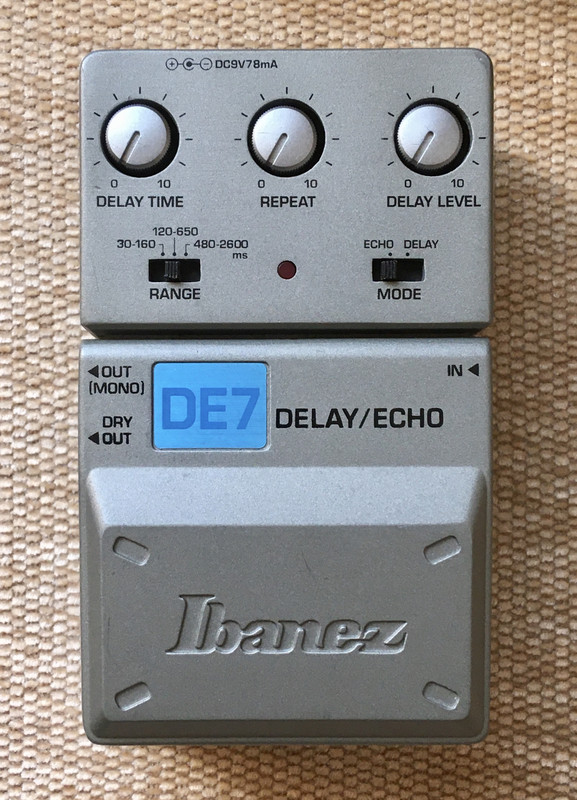 DC9V78mA
0 10
DELAY TIME
0 10
REPEAT
0 10
DELAY LEVEL
120-650
30-160
480-2600
ms
RANGE
ECHO DELAY
MODE
OUT
(MONO)
DRY
OUT
IN
DE7 DELAY/ECHO
Ibanez